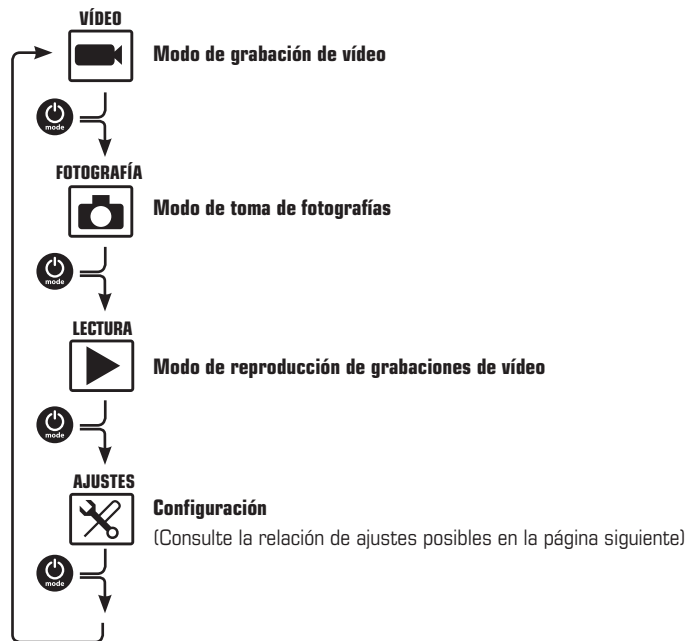 VÍDEO
Modo de grabación de vídeo
mode
FOTOGRAFÍA
Modo de toma de fotografías
mode
LECTURA
Modo de reproducción de grabaciones de vídeo
mode
AJUSTES
Configuración
(Consulte la relación de ajustes posibles en la página siguiente)
mode